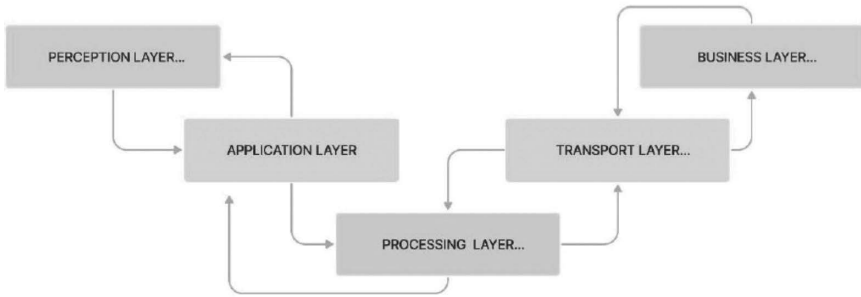 PERCEPTION LAYER...
BUSINESS LAYER...
APPLICATION LAYER
TRANSPORT LAYER...
PROCESSING LAYER...